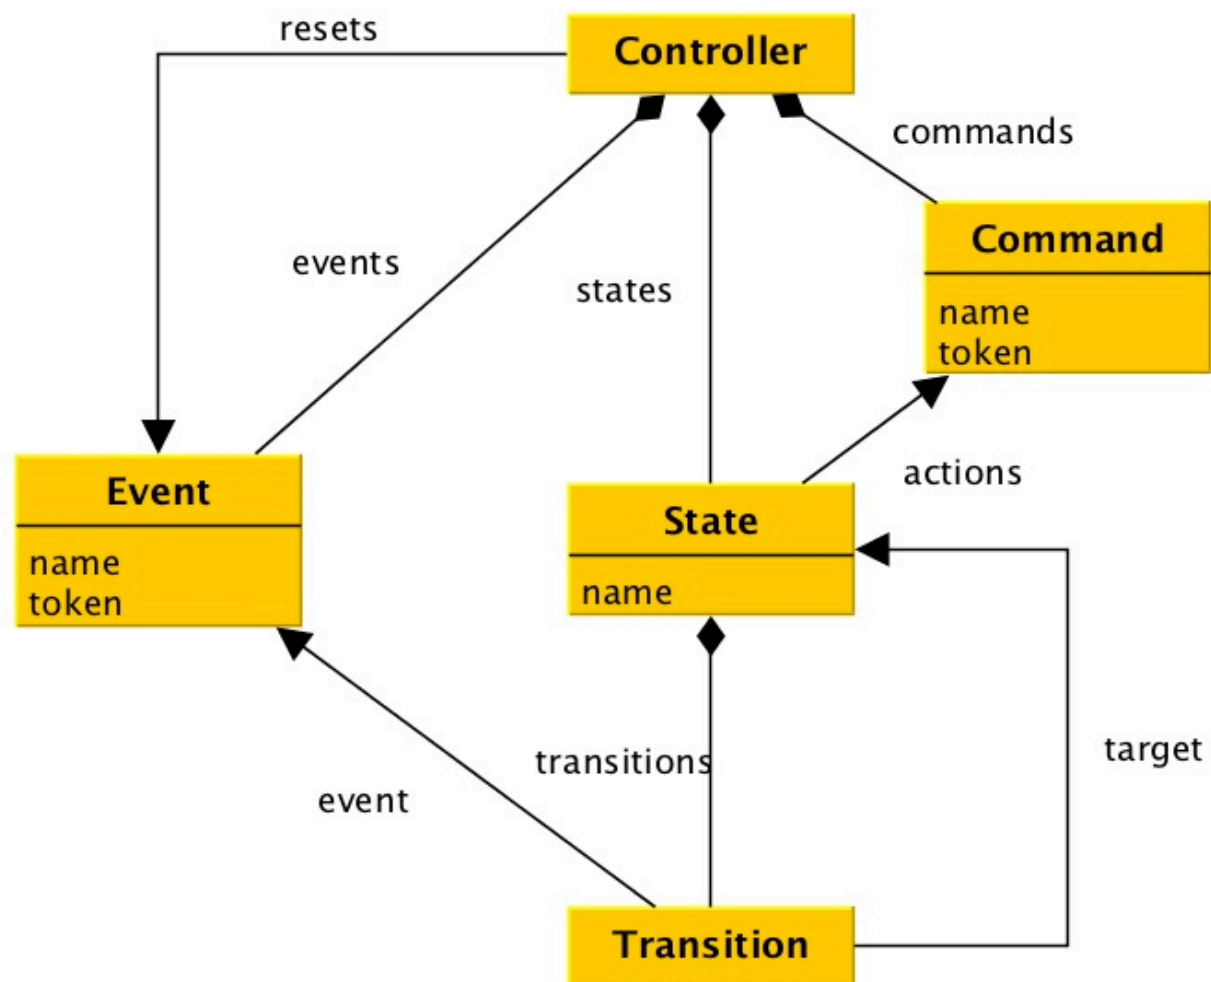 resets
Controller
commands
Command
events
states
name
token
actions
Event
State
name
token
name
transitions
target
event
Transition